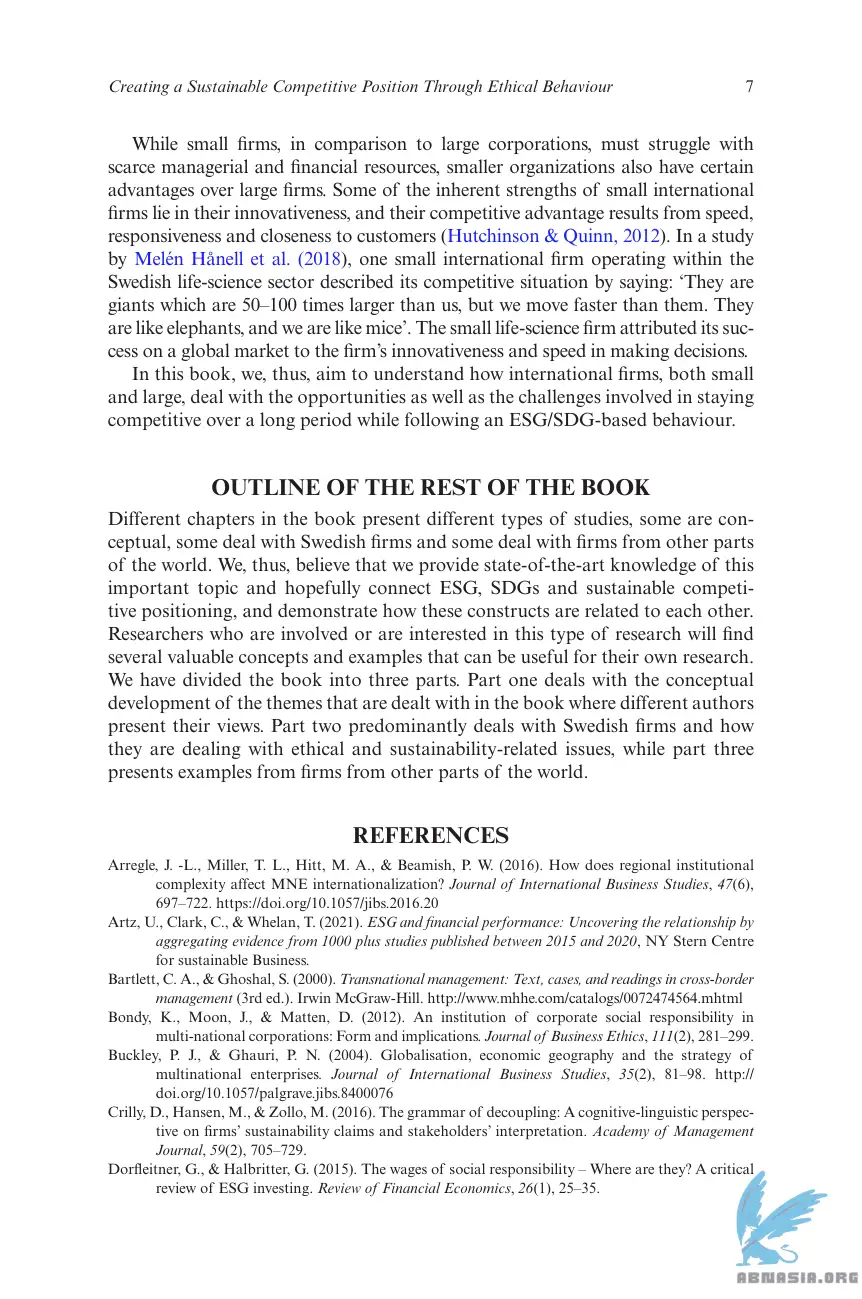 Creating a Sustainable Competitive Position Through Ethical Behaviour 7
While small firms, in comparison to large corporations, must struggle with
scarce managerial and financial resources, smaller organizations also have certain
advantages over large firms. Some of the inherent strengths of small international
firms lie in their innovativeness, and their competitive advantage results from speed,
responsiveness and closeness to customers (Hutchinson & Quinn, 2012). In a study
by Melén Hånell et al. (2018), one small international firm operating within the
Swedish life-science sector described its competitive situation by saying: ‘They are
giants which are 50–100 times larger than us, but we move faster than them. They
are like elephants, and we are like mice’. The small life-science firm attributed its suc-
cess on a global market to the firm’s innovativeness and speed in making decisions.
In this book, we, thus, aim to understand how international firms, both small
and large, deal with the opportunities as well as the challenges involved in staying
competitive over a long period while following an ESG/SDG-based behaviour.
OUTLINE OF THE REST OF THE BOOK
Different chapters in the book present different types of studies, some are con-
ceptual, some deal with Swedish firms and some deal with firms from other parts
of the world. We, thus, believe that we provide state-of-the-art knowledge of this
important topic and hopefully connect ESG, SDGs and sustainable competi-
tive positioning, and demonstrate how these constructs are related to each other.
Researchers who are involved or are interested in this type of research will find
several valuable concepts and examples that can be useful for their own research.
We have divided the book into three parts. Part one deals with the conceptual
development of the themes that are dealt with in the book where different authors
present their views. Part two predominantly deals with Swedish firms and how
they are dealing with ethical and sustainability-related issues, while part three
presents examples from firms from other parts of the world.
REFERENCES
Arregle, J. -L., Miller, T. L., Hitt, M. A., & Beamish, P. W. (2016). How does regional institutional
complexity affect MNE internationalization? Journal of International Business Studies, 47(6),
697–722. https://doi.org/10.1057/jibs.2016.20
Artz, U., Clark, C., & Whelan, T. (2021). ESG and financial performance: Uncovering the relationship by
aggregating evidence from 1000 plus studies published between 2015 and 2020, NY Stern Centre
for sustainable Business.
Bartlett, C. A., & Ghoshal, S. (2000). Transnational management: Text, cases, and readings in cross-border
management (3rd ed.). Irwin McGraw-Hill. http://www.mhhe.com/catalogs/0072474564.mhtml
Bondy, K., Moon, J., & Matten, D. (2012). An institution of corporate social responsibility in
multi-national corporations: Form and implications. Journal of Business Ethics, 111(2), 281–299.
Buckley, P. J., & Ghauri, P. N. (2004). Globalisation, economic geography and the strategy of
multinational enterprises. Journal of International Business Studies, 35(2), 81–98. http://
doi.org/10.1057/palgrave.jibs.8400076
Crilly, D., Hansen, M., & Zollo, M. (2016). The grammar of decoupling: A cognitive-linguistic perspec-
tive on firms’ sustainability claims and stakeholders’ interpretation. Academy of Management
Journal, 59(2), 705–729.
Dorfleitner, G., & Halbritter, G. (2015). The wages of social responsibility – Where are they? A critical
review of ESG investing. Review of Financial Economics, 26(1), 25–35.
ABNASIA.ORG